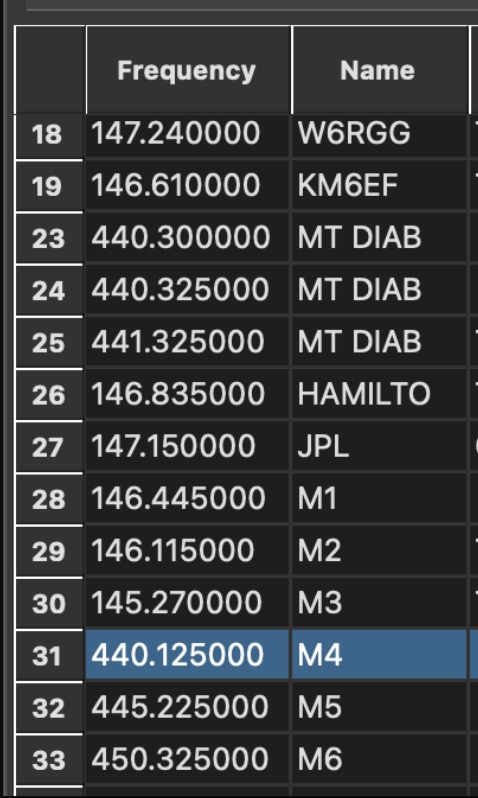 Frequency Name
18 147.240000 W6RGG
19 146.610000 KM6EF
23 440.300000 MT DIAB
24 440.325000 MT DIAB
25 441.325000 MT DIAB
26 146.835000 HAMILTO
27 147.150000 JPL
28 146.445000 M1
29 146.115000 M2
30 145.270000 M3
31 440.125000 M4
32 445.225000 M5
33 450.325000 M6